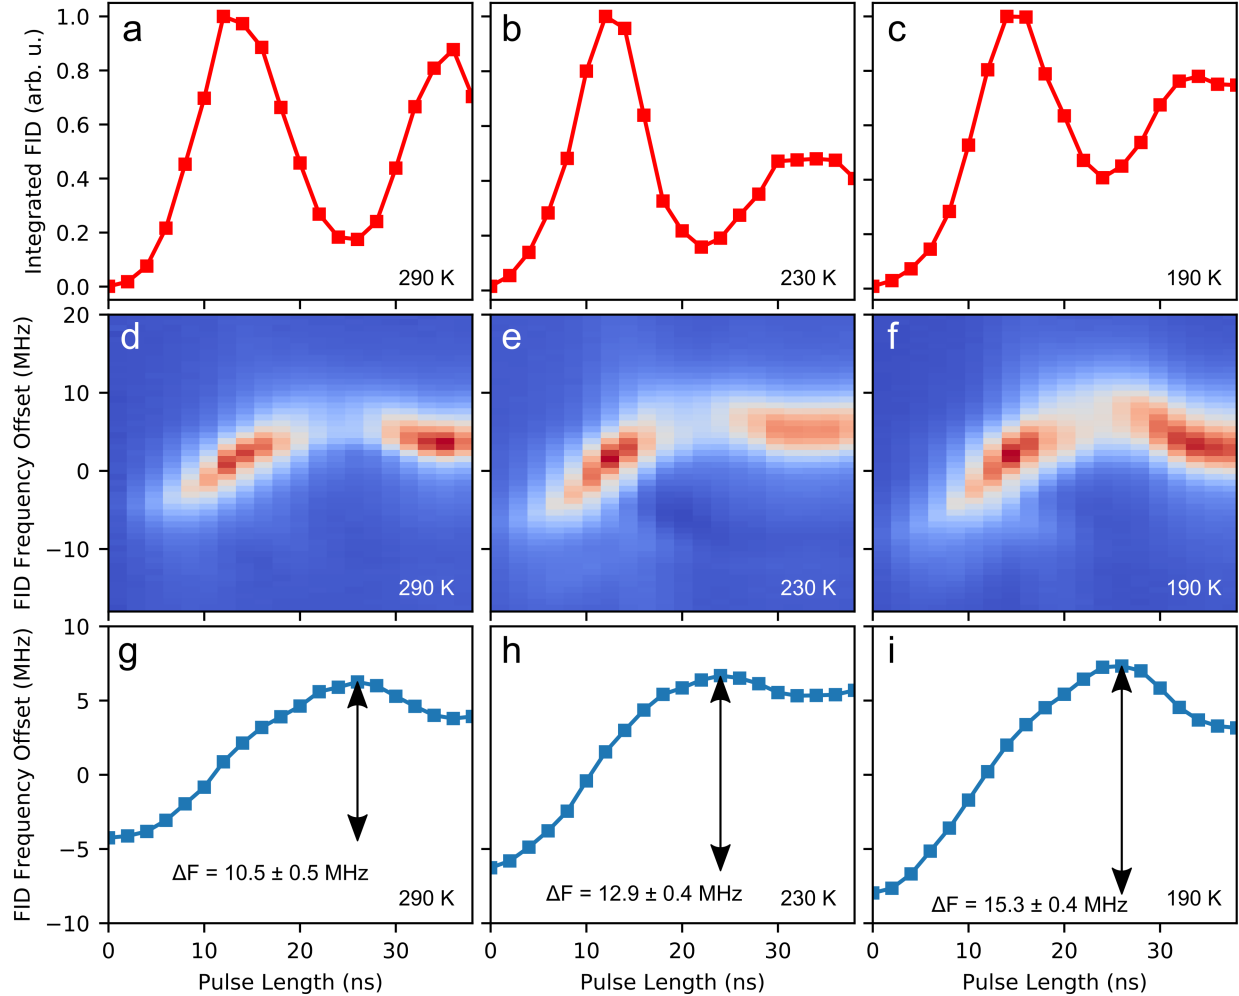 Integrated FID (arb. u.)
1.0
0.8
0.6
0.4
0.2
0.0
a
290 K
b
230 K
c
190 K
FID Frequency Offset (MHz)
20
10
0
−10
d
290 K
e
230 K
f
190 K
FID Frequency Offset (MHz)
10
5
0
−5
−10
g
ΔF = 10.5 ± 0.5 MHz
290 K
h
ΔF = 12.9 ± 0.4 MHz
230 K
i
ΔF = 15.3 ± 0.4 MHz
190 K
0 10 20 30
0 10 20 30
0 10 20 30
Pulse Length (ns)
Pulse Length (ns)
Pulse Length (ns)